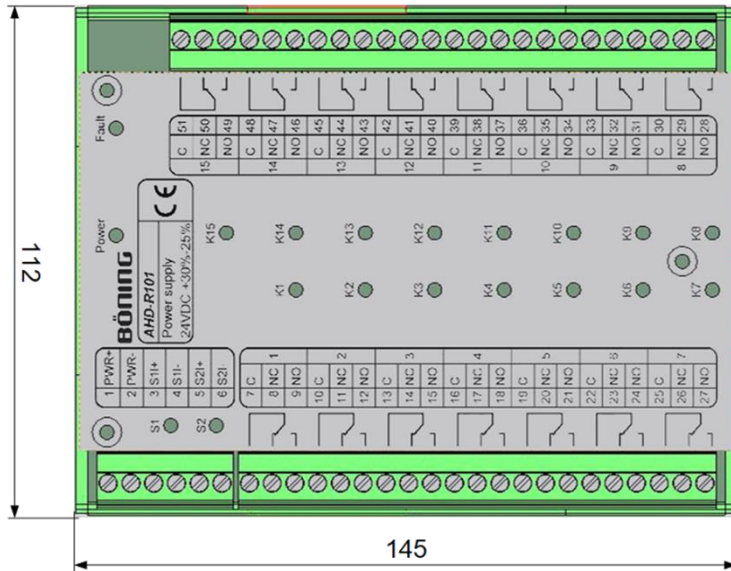 Fault
Power
C 51
NC 50
NO 49
15
C 48
NC 47
NO 46
14
C 45
NC 44
NO 43
13
C 42
NC 41
NO 40
12
C 39
NC 38
NO 37
11
C 36
NC 35
NO 34
10
C 33
NC 32
NO 31
9
C 30
NC 29
NO 28
8
K15
K14
K13
K12
K11
K10
K9
K8
BÖNING
AHD-R101
CE
Power supply
24VDC +30%-25%
K1
K2
K3
K4
K5
K6
K7
1 PWR+
2 PWR-
3 S1I+
4 S1I-
5 S2I+
6 S2I-
S1
S2
7 C
8 NC
9 NO
1
10 C
11 NC
12 NO
2
13 C
14 NC
15 NO
3
16 C
17 NC
18 NO
4
19 C
20 NC
21 NO
5
22 C
23 NC
24 NO
6
25 C
26 NC
27 NO
7
112
145